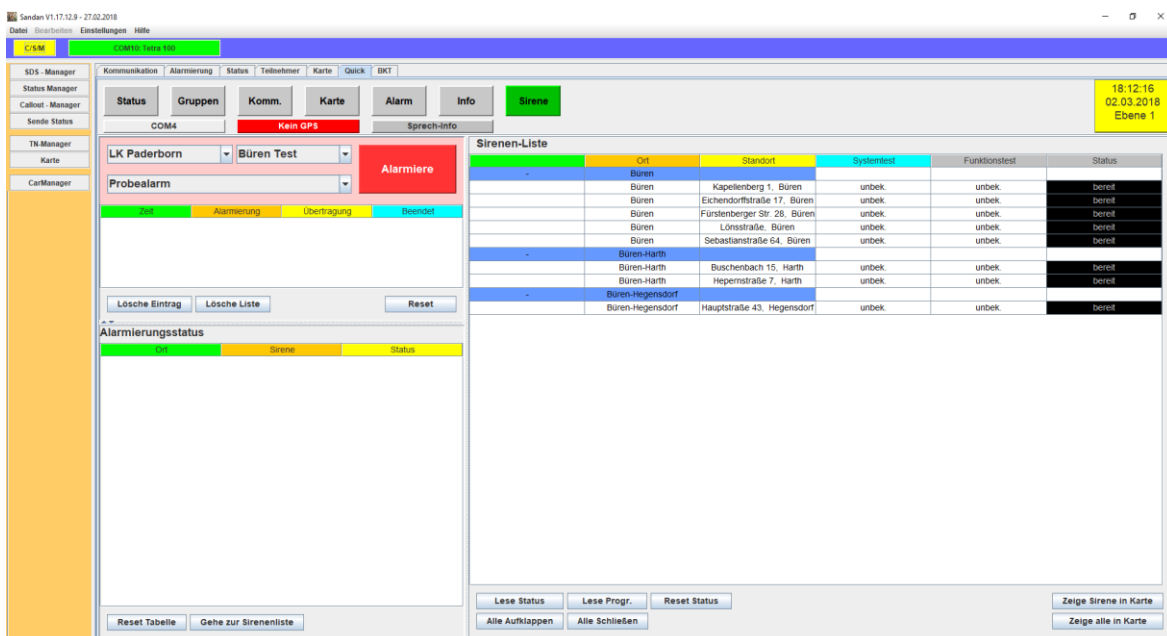 Sandan V1.17.12.9 - 27.02.2018
Datei Bearbeiten Einstellungen Hilfe
C/S/M COM10: Tetra 100
SDS - Manager
Status Manager
Callout - Manager
Sende Status
TN-Manager
Karte
CarManager
Kommunikation Alarmierung Status Teilnehmer Karte Quick BKT
Status Gruppen Komm. Karte Alarm Info Sirene
COM4 Kein GPS Sprech-Info
18:12:16
02.03.2018
Ebene 1
LK Paderborn Büren Test
Probealarm
Alarmiere
Zeit Alarmierung Übertragung Beendet
Lösche Eintrag Lösche Liste Reset
Alarmierungsstatus
Ort Sirene Status
Reset Tabelle Gehe zur Sirenenliste
Sirenen-Liste
Ort Standort Systemtest Funktionstest Status
- Büren
Büren Kapellenberg 1, Büren unbek. unbek. bereit
Büren Eichendorffstraße 17, Büren unbek. unbek. bereit
Büren Fürstenberger Str. 28, Büren unbek. unbek. bereit
Büren Lönsstraße, Büren unbek. unbek. bereit
Büren Sebastianstraße 64, Büren unbek. unbek. bereit
- Büren-Harth
Büren-Harth Buschenbach 15, Harth unbek. unbek. bereit
Büren-Harth Hepernstraße 7, Harth unbek. unbek. bereit
- Büren-Hegensdorf
Büren-Hegensdorf Hauptstraße 43, Hegensdorf unbek. unbek. bereit
Lese Status Lese Progr. Reset Status Zeige Sirene in Karte
Alle Aufklappen Alle Schließen Zeige alle in Karte